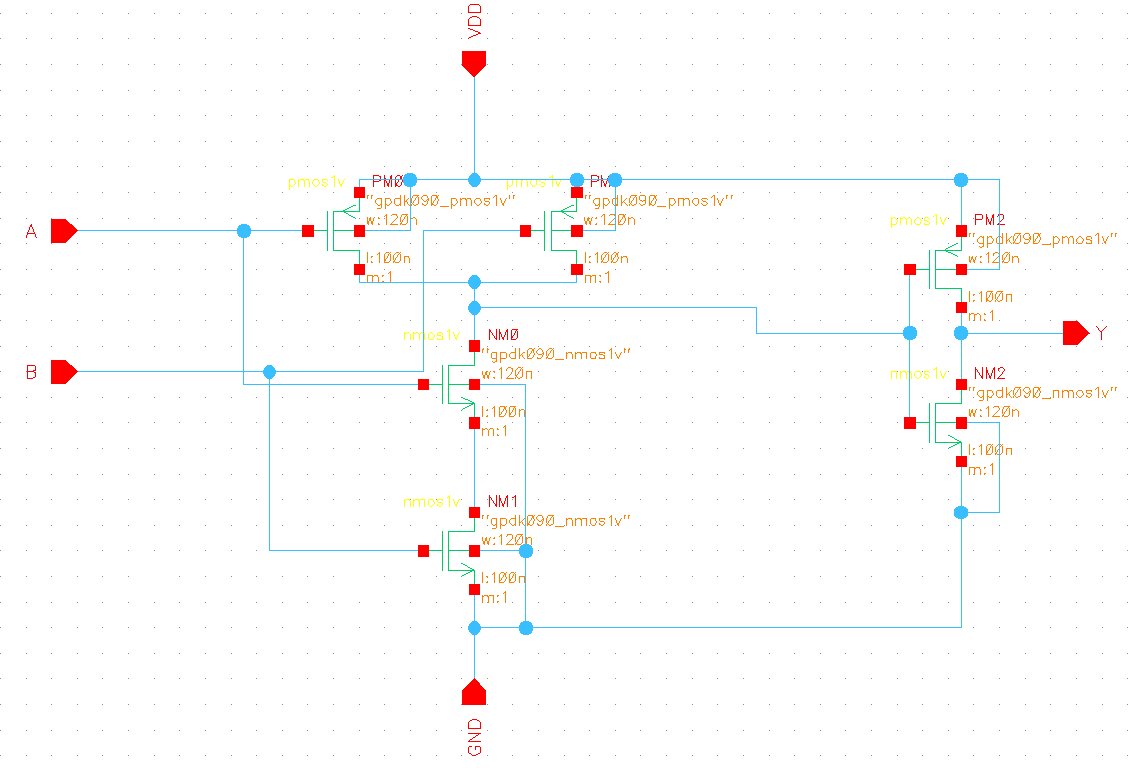 VDD
pmos1v PM0
"gpdk090_pmos1v"
w:120n
l:100n
m:1
pmos1v PM
"gpdk090_pmos1v"
w:120n
l:100n
m:1
A
pmos1v PM2
"gpdk090_pmos1v"
w:120n
l:100n
m:1
Y
nmos1v NM0
"gpdk090_nmos1v"
w:120n
l:100n
m:1
B
nmos1v NM2
"gpdk090_nmos1v"
w:120n
l:100n
m:1
nmos1v NM1
"gpdk090_nmos1v"
w:120n
l:100n
m:1
GND